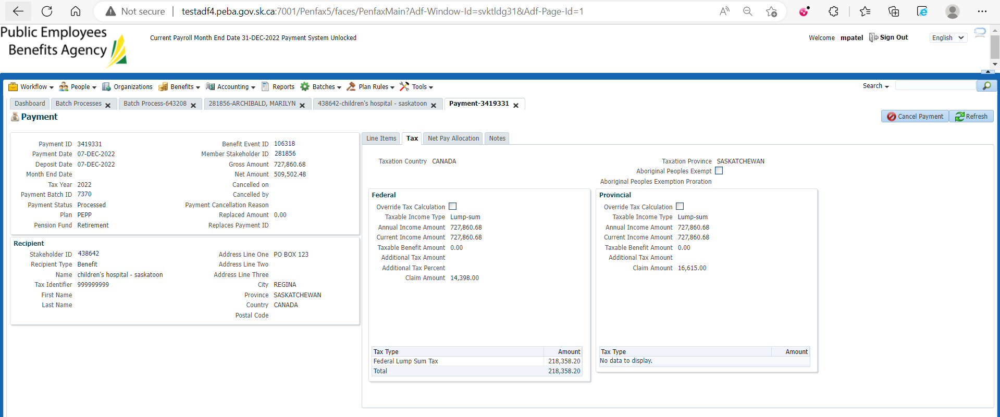 Not secure
testadf4.peba.gov.sk.ca:7001/Penfax5/faces/PenfaxMain?Adf-Window-Id=svktldg31&Adf-Page-Id=1
Public Employees
Benefits Agency
Current Payroll Month End Date 31-DEC-2022 Payment System Unlocked
Welcome mpatel Sign Out English
Workflow People Organizations Benefits Accounting Reports Batches Plan Rules Tools Search
Dashboard Batch Processes Batch Process-643208 281856-ARCHIBALD, MARILYN 438642-children's hospital - saskatoon Payment-3419331
Payment
Cancel Payment Refresh
Payment ID 3419331
Payment Date 07-DEC-2022
Deposit Date 07-DEC-2022
Month End Date
Tax Year 2022
Payment Batch ID 7370
Payment Status Processed
Plan PEPP
Pension Fund Retirement
Benefit Event ID 106318
Member Stakeholder ID 281856
Gross Amount 727,860.68
Net Amount 509,502.48
Cancelled on
Cancelled by
Payment Cancellation Reason
Replaced Amount 0.00
Replaces Payment ID
Recipient
Stakeholder ID 438642
Recipient Type Benefit
Name children's hospital - saskatoon
Tax Identifier 999999999
First Name
Last Name
Address Line One PO BOX 123
Address Line Two
Address Line Three
City REGINA
Province SASKATCHEWAN
Country CANADA
Postal Code
Line Items Tax Net Pay Allocation Notes
Taxation Country CANADA
Taxation Province SASKATCHEWAN
Aboriginal Peoples Exempt
Aboriginal Peoples Exemption Proration
Federal
Override Tax Calculation
Taxable Income Type Lump-sum
Annual Income Amount 727,860.68
Current Income Amount 727,860.68
Taxable Benefit Amount 0.00
Additional Tax Amount
Additional Tax Percent
Claim Amount 14,398.00
Tax Type Amount
Federal Lump Sum Tax 218,358.20
Total 218,358.20
Provincial
Override Tax Calculation
Taxable Income Type Lump-sum
Annual Income Amount 727,860.68
Current Income Amount 727,860.68
Taxable Benefit Amount 0.00
Additional Tax Amount
Claim Amount 16,615.00
Tax Type Amount
No data to display.